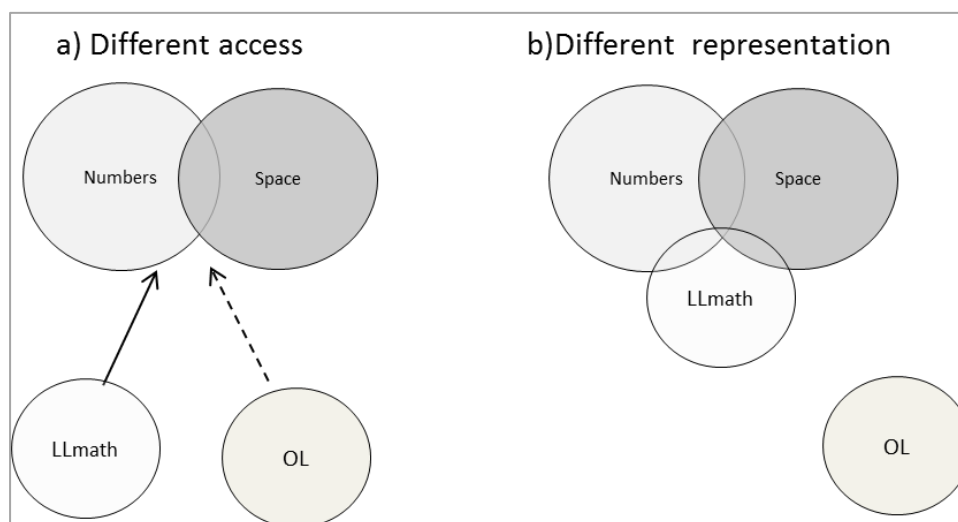 a) Different access
b)Different representation
Numbers
Space
Numbers
Space
LLmath
LLmath
OL
OL